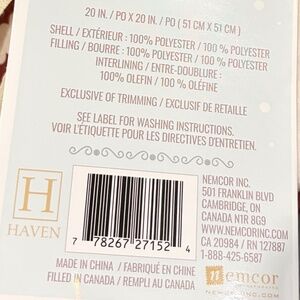 20 IN. / PO X 20 IN. / PO ( 51 CM X 51 CM )
SHELL / EXTÉRIEUR : 100% POLYESTER / 100 % POLYESTER
FILLING / BOURRE : 100% POLYESTER / 100 % POLYESTER
INTERLINING / ENTRE-DOUBLURE :
100% OLEFIN / 100 % OLÉFINE
EXCLUSIVE OF TRIMMING / EXCLUSIF DE RETAILLE
SEE LABEL FOR WASHING INSTRUCTIONS.
VOIR L'ÉTIQUETTE POUR LES DIRECTIVES D'ENTRETIEN.
H
HAVEN
7 78267 27152 4
NEMCOR INC.
501 FRANKLIN BLVD
CAMBRIDGE, ON
CANADA N1R 8G9
WWW.NEMCORINC.COM
CA 20984 / RN 127887
1-888-425-6587
MADE IN CHINA / FABRIQUÉ EN CHINE
FILLED IN CANADA / REMPLI AU CANADA
nemcor
NEMCORINC.COM